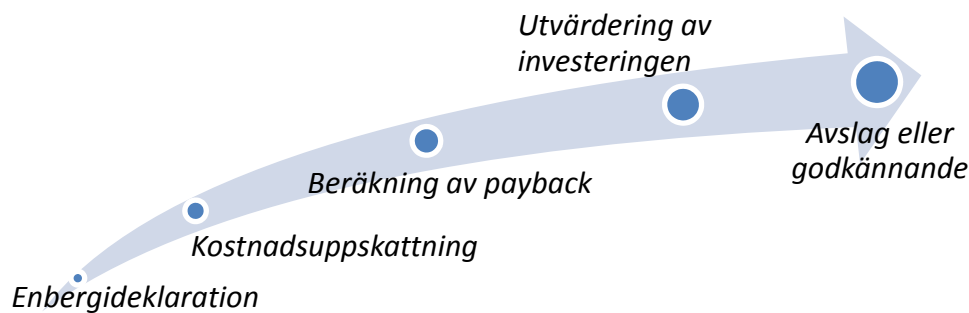 Utvärdering av
investeringen
Avslag eller
godkännande
Beräkning av payback
Kostnadsuppskattning
Enbergideklaration